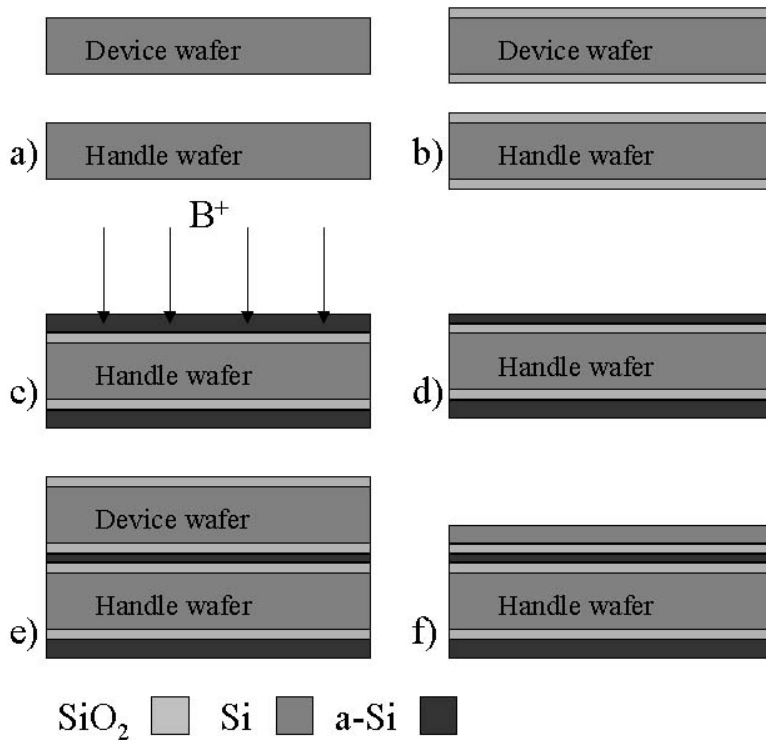 Device wafer
a) Handle wafer
Device wafer
b) Handle wafer
B⁺
c) Handle wafer
d) Handle wafer
Device wafer
e) Handle wafer
f) Handle wafer
SiO₂ Si a-Si